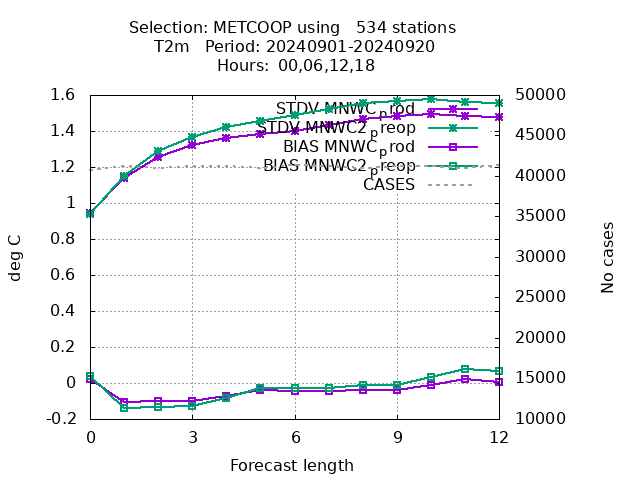 Selection: METCOOP using   534 stations
T2m   Period: 20240901-20240920
Hours: 00,06,12,18
STDV MNWC_prod
STDV MNWC2_preop
BIAS MNWC_prod
BIAS MNWC2_preop
CASES
1.6
1.4
1.2
1
0.8
0.6
0.4
0.2
0
-0.2
50000
45000
40000
35000
30000
25000
20000
15000
10000
deg C
No cases
0 3 6 9 12
Forecast length